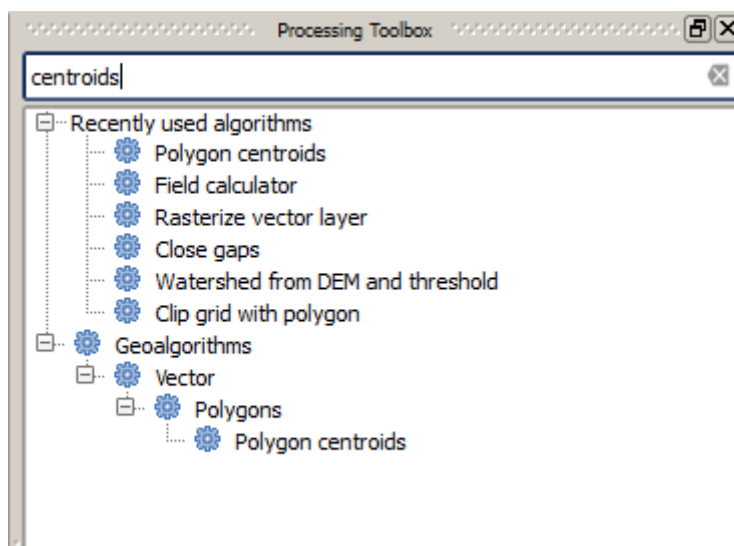 Processing Toolbox
centroids
Recently used algorithms
Polygon centroids
Field calculator
Rasterize vector layer
Close gaps
Watershed from DEM and threshold
Clip grid with polygon
Geoalgorithms
Vector
Polygons
Polygon centroids